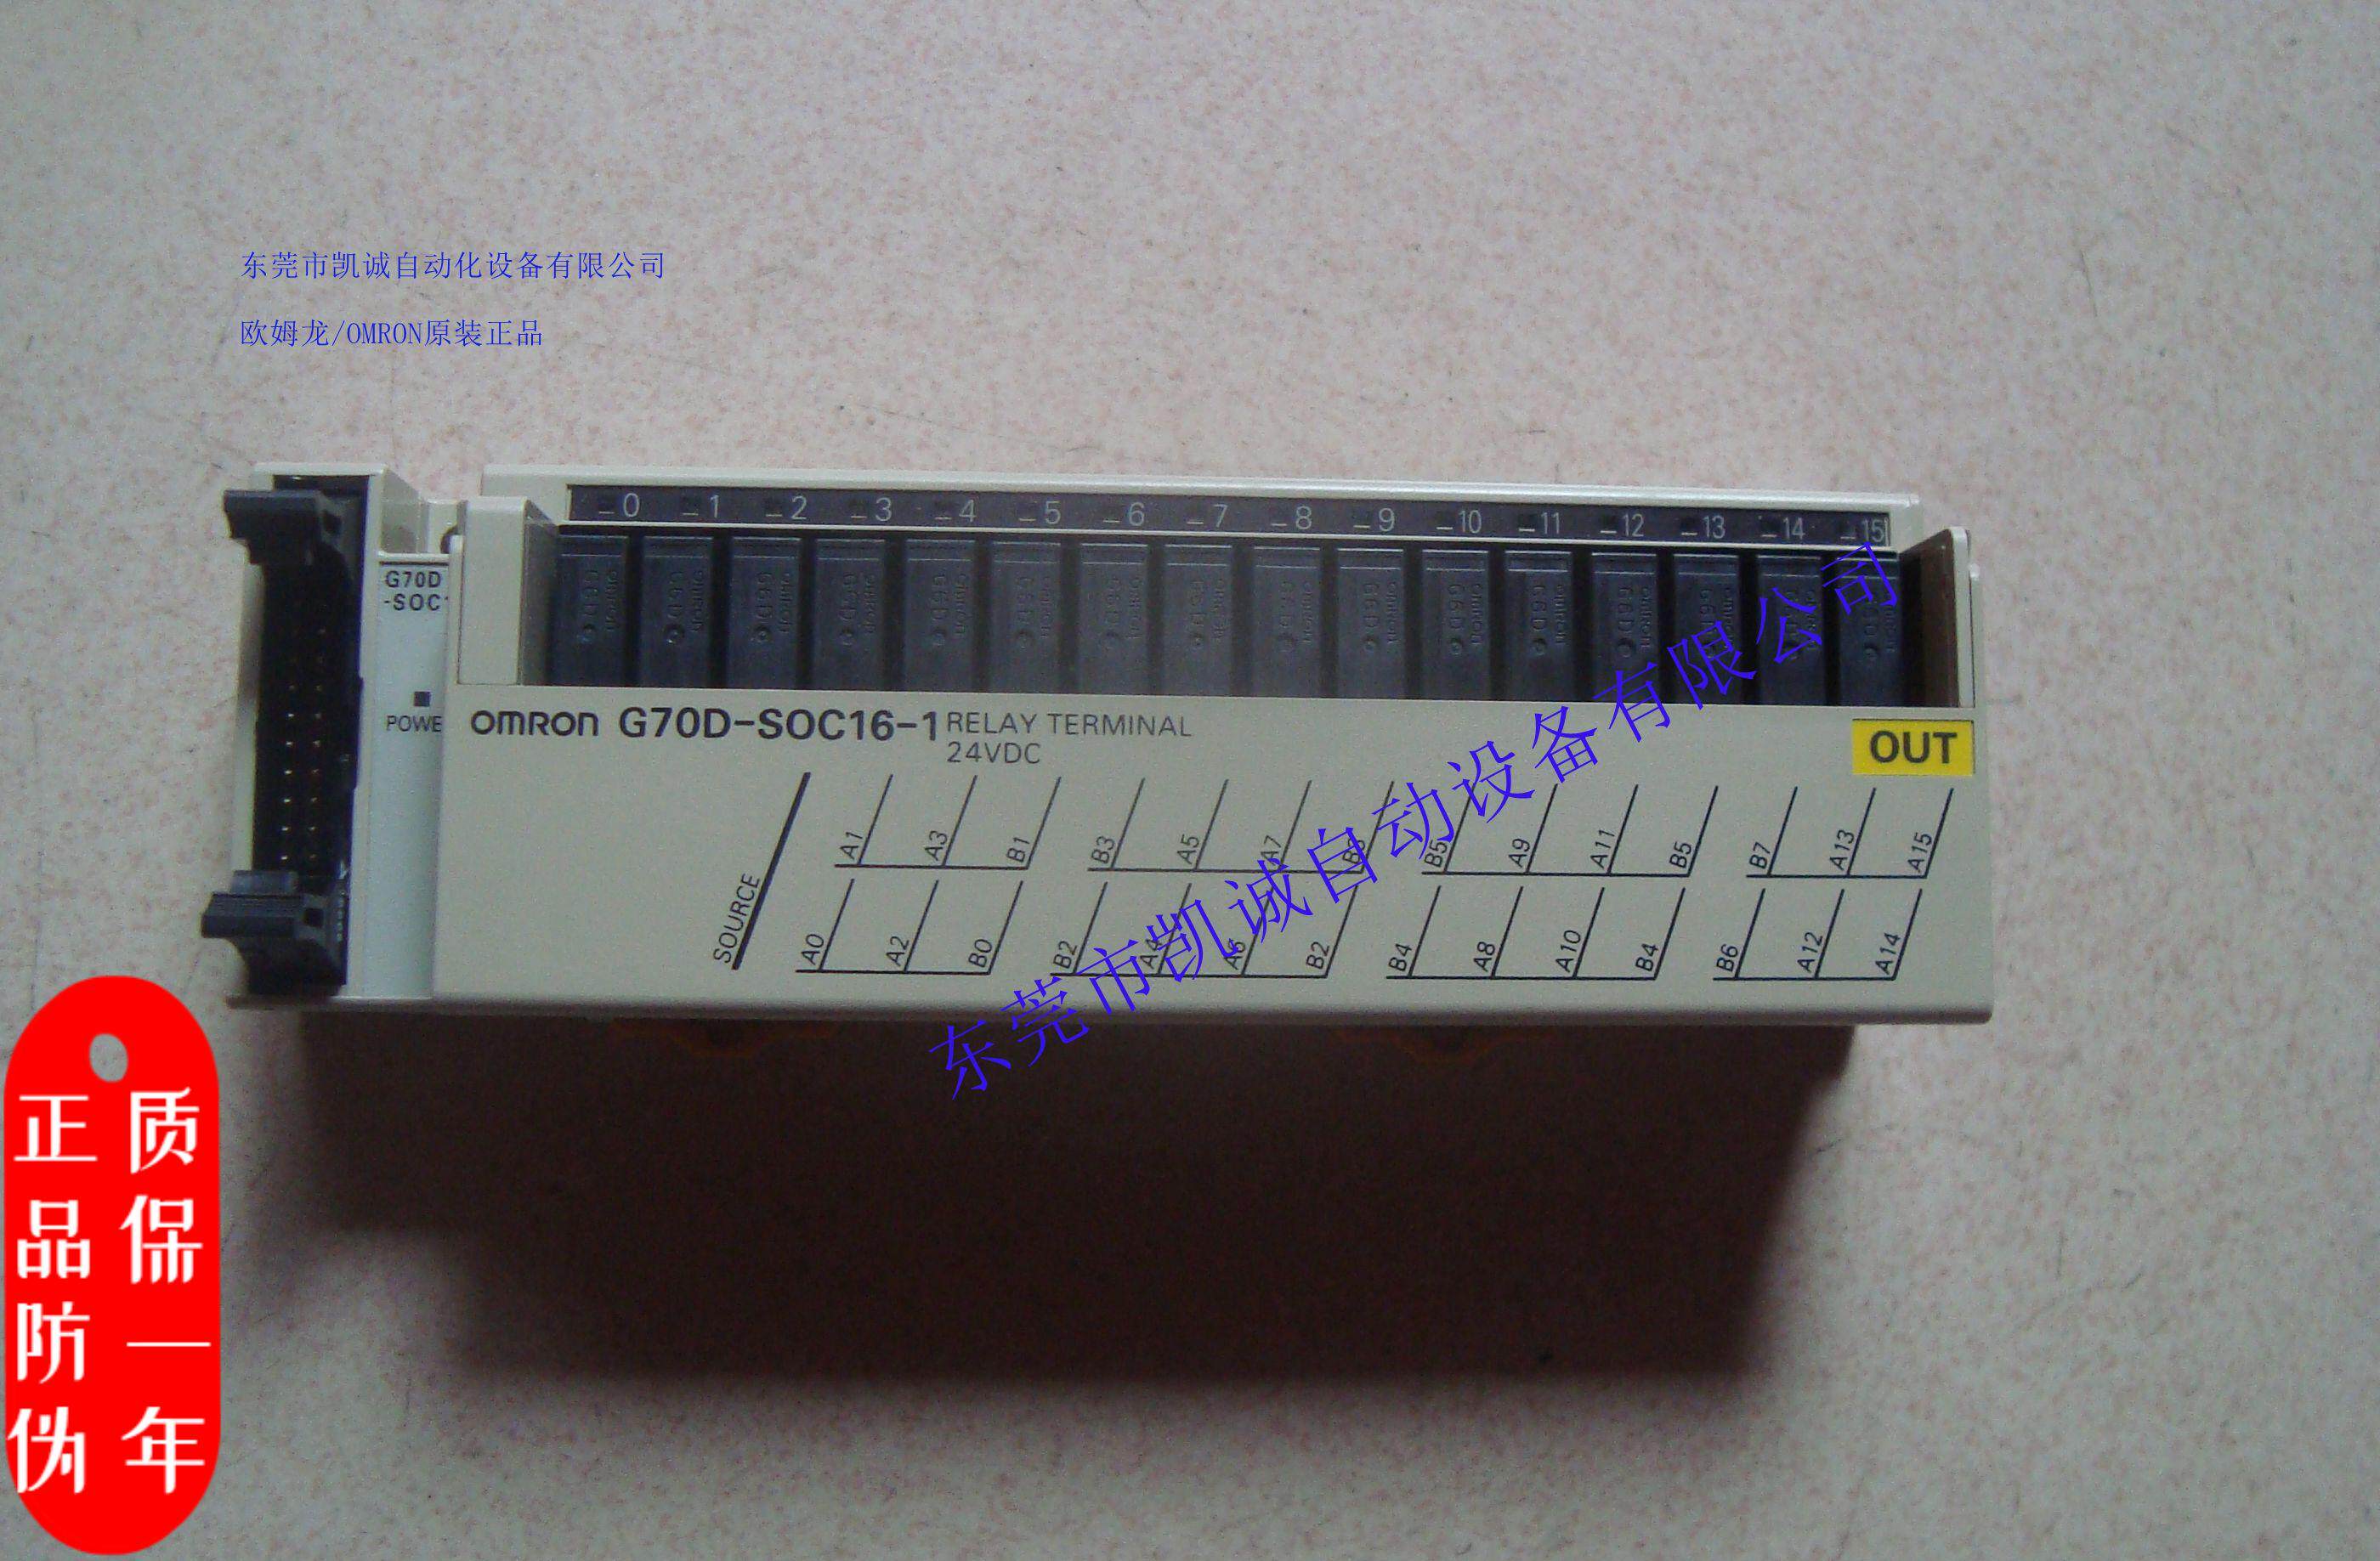 东莞市凯诚自动化设备有限公司
欧姆龙/OMRON原装正品
0 1 2 3 4 5 6 7 8 9 10 11 12 13 14 15
G70D
-SOC1
POWE
OMRON G70D-SOC16-1 RELAY TERMINAL
24VDC
OUT
SOURCE
A1 A3 B1 B3 A5 A7 B3 B5 A9 A11 B5 B7 A13 A15
A0 A2 B0 B2 A4 A6 B2 B4 A8 A10 B4 B6 A12 A14
东莞市凯诚自动设备有限公司
质保一年
正品防伪